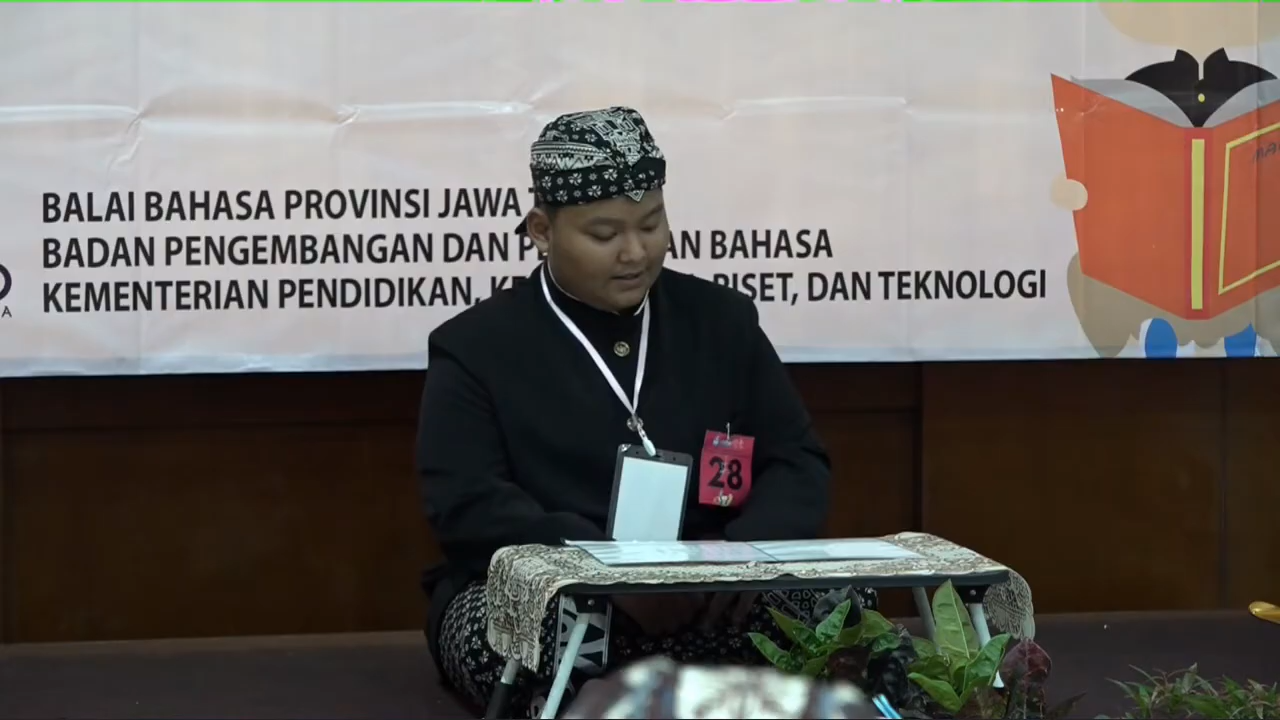 BALAI BAHASA PROVINSI JAWA
BADAN PENGEMBANGAN DAN BAHASA
KEMENTERIAN PENDIDIKAN, RISET, DAN TEKNOLOGI
28